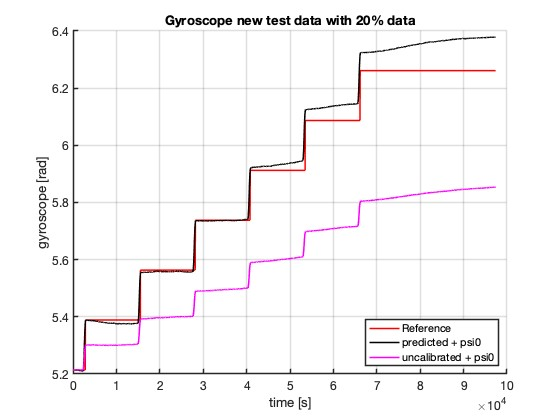 Gyroscope new test data with 20% data
gyroscope [rad]
6.4
6.2
6
5.8
5.6
5.4
5.2
0 1 2 3 4 5 6 7 8 9 10
×10⁴
time [s]
Reference
predicted + psi0
uncalibrated + psi0